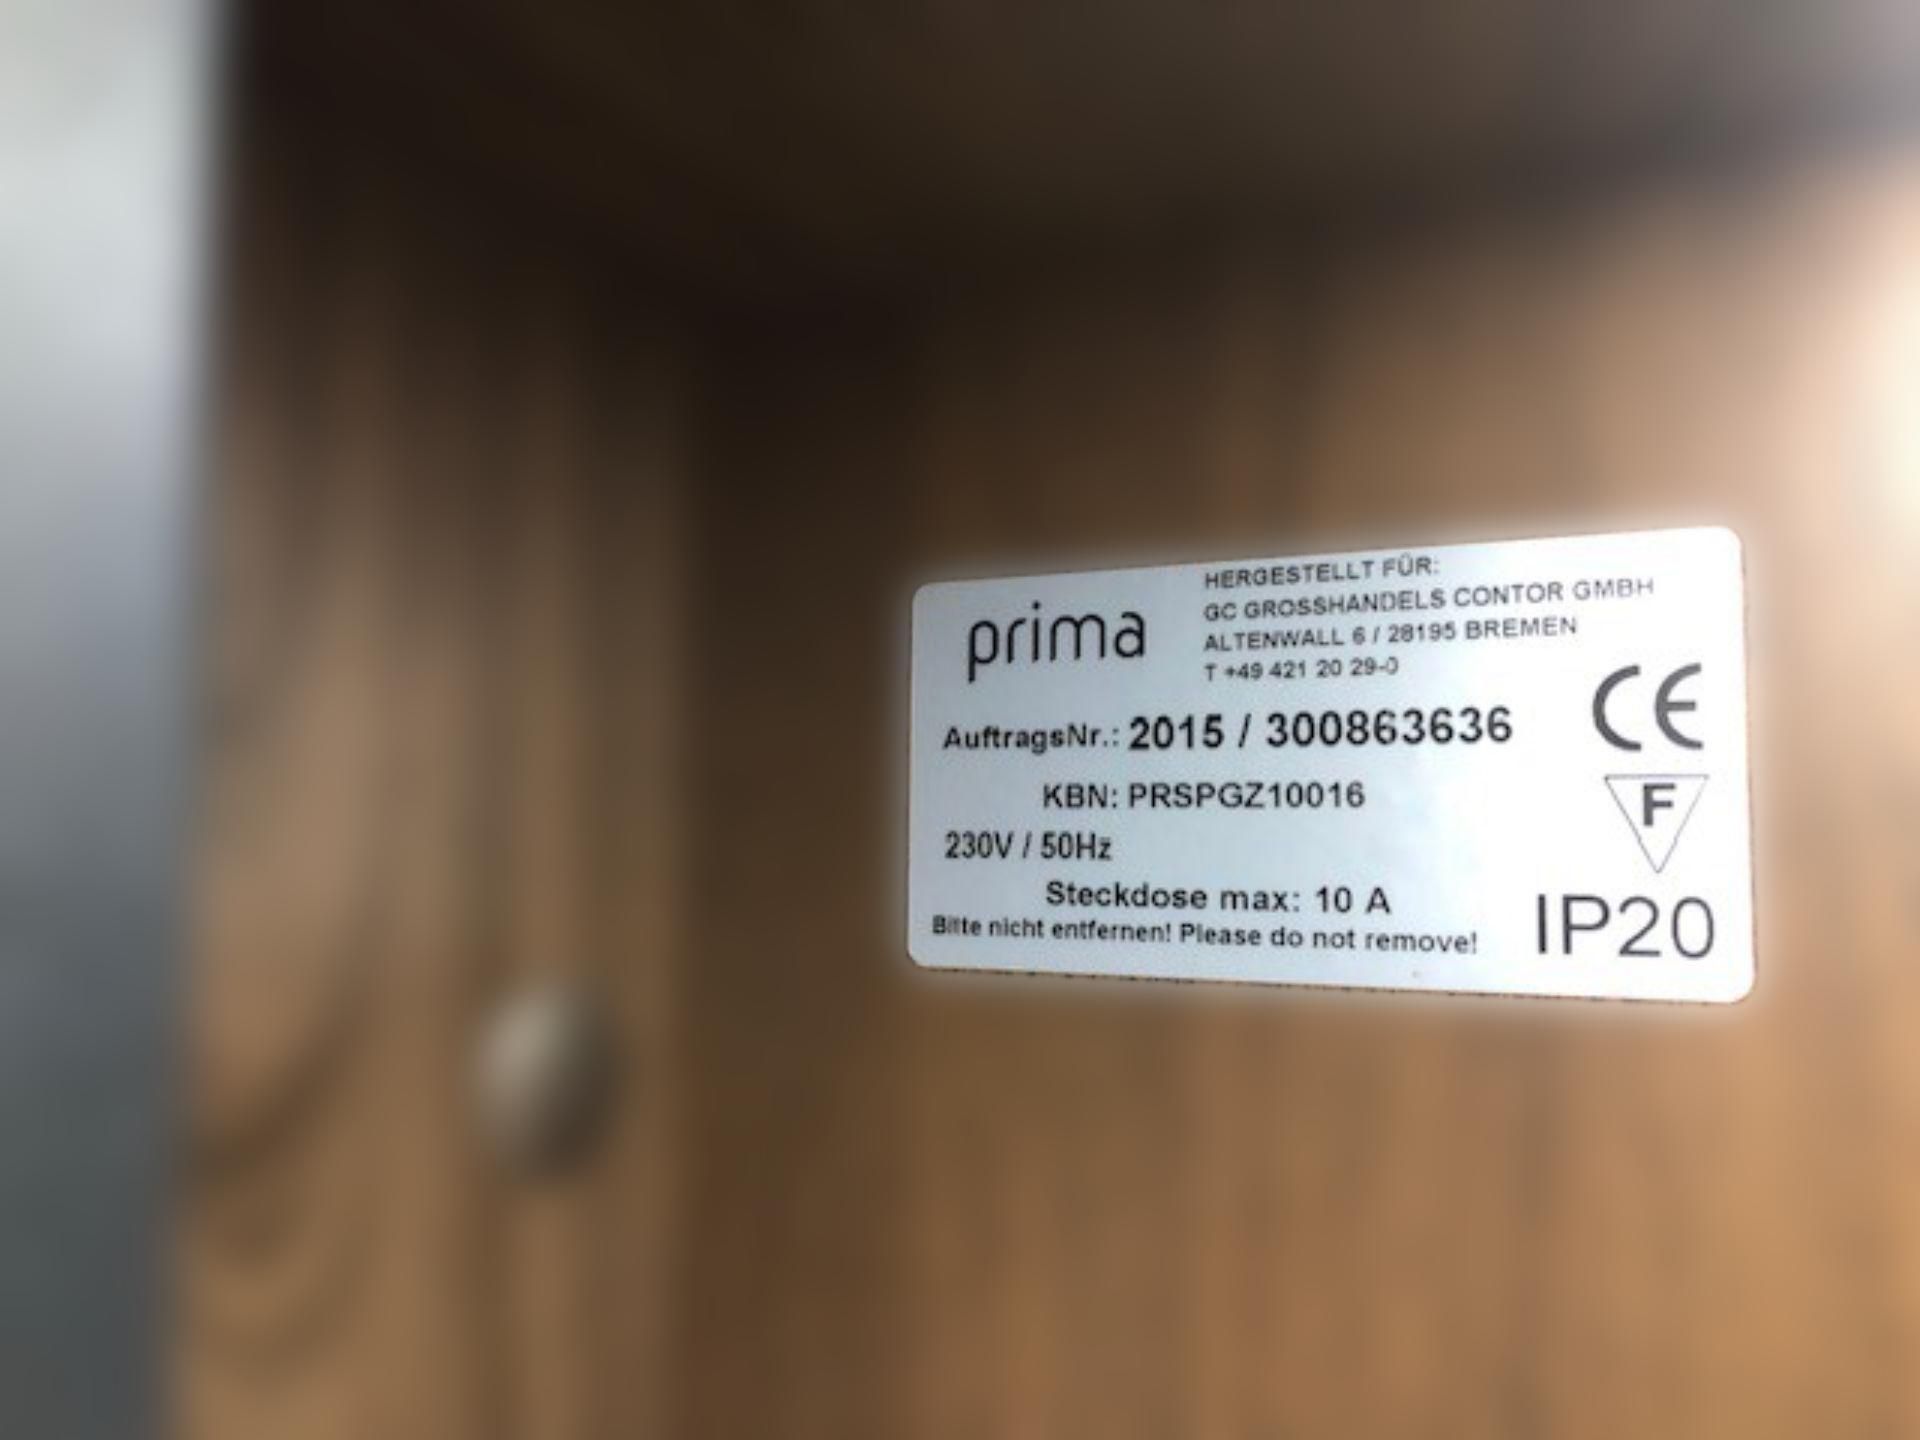 prima
HERGESTELLT FÜR:
GC GROSSHANDELS CONTOR GMBH
ALTENWALL 6 / 28195 BREMEN
T +49 421 20 29-0
AuftragsNr.: 2015 / 300863636
KBN: PRSPGZ10016
230V / 50Hz
Steckdose max: 10 A
Bitte nicht entfernen! Please do not remove!
CE
F
IP20